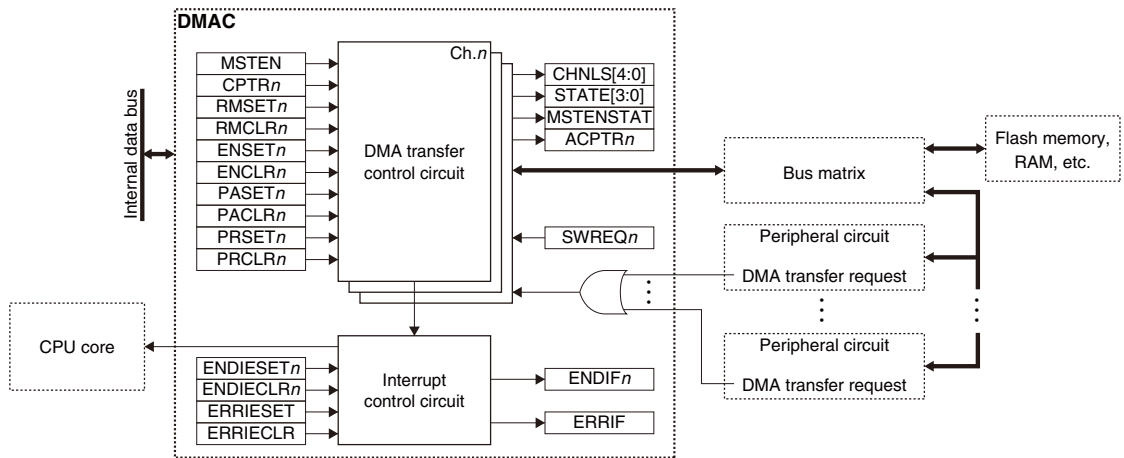 DMAC
Ch.n
MSTEN
CPTRn
RMSETn
RMCLRn
ENSETn
ENCLRn
PASETn
PACLRn
PRSETn
PRCLRn
Internal data bus
DMA transfer
control circuit
CHNLS[4:0]
STATE[3:0]
MSTENSTAT
ACPTRn
SWREQn
Bus matrix
Flash memory,
RAM, etc.
Peripheral circuit
DMA transfer request
Peripheral circuit
DMA transfer request
CPU core
ENDIESETn
ENDIECLRn
ERRIESET
ERRIECLR
Interrupt
control circuit
ENDIFn
ERRIF